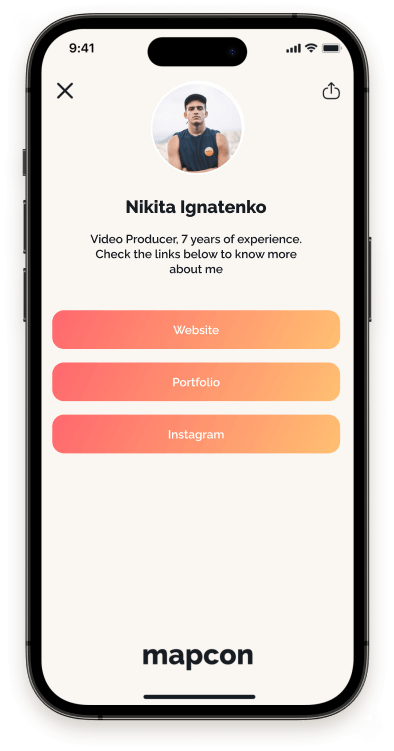 9:41
Nikita Ignatenko
Video Producer, 7 years of experience.
Check the links below to know more
about me
Website
Portfolio
Instagram
mapcon